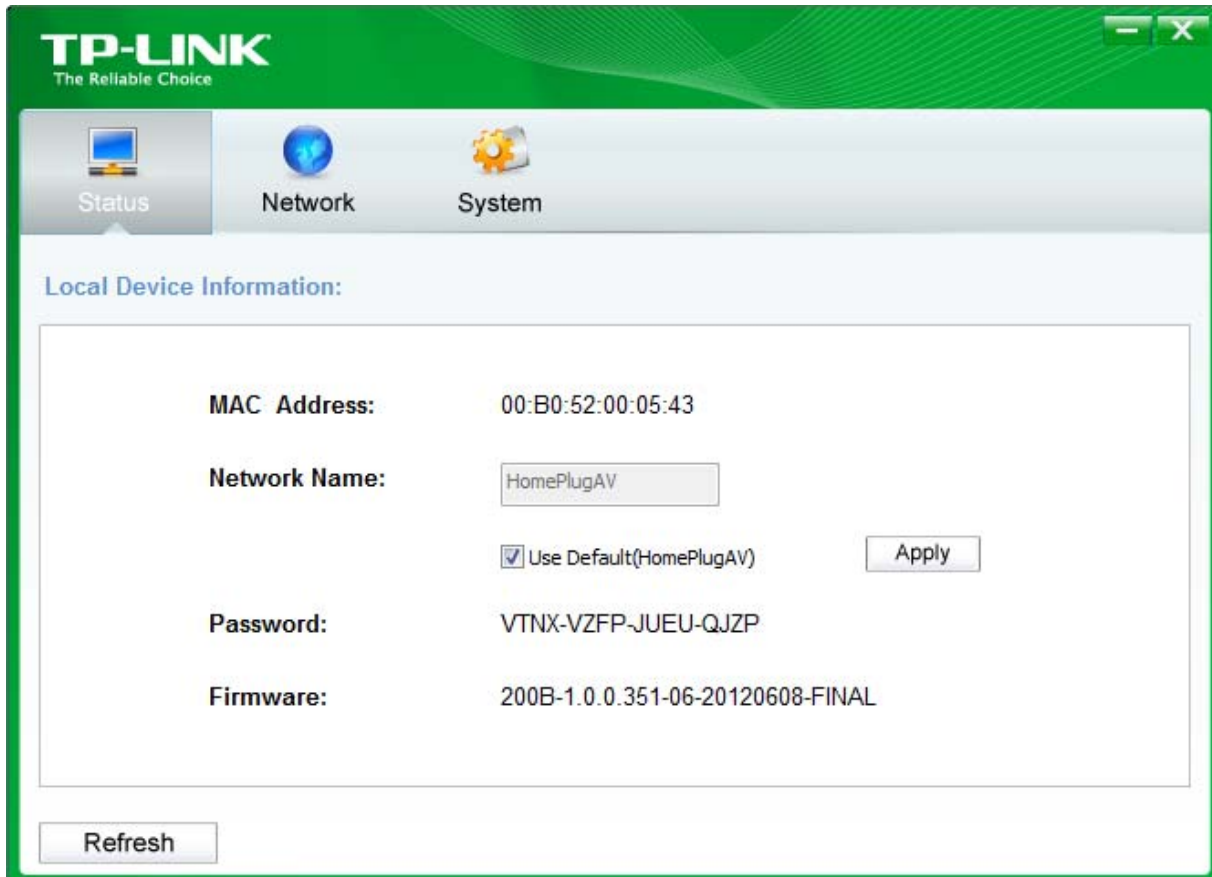 TP-LINK
The Reliable Choice
Status
Network
System
Local Device Information:
MAC Address: 00:B0:52:00:05:43
Network Name: HomePlugAV
Use Default(HomePlugAV) Apply
Password: VTNX-VZFP-JUEU-QJZP
Firmware: 200B-1.0.0.351-06-20120608-FINAL
Refresh